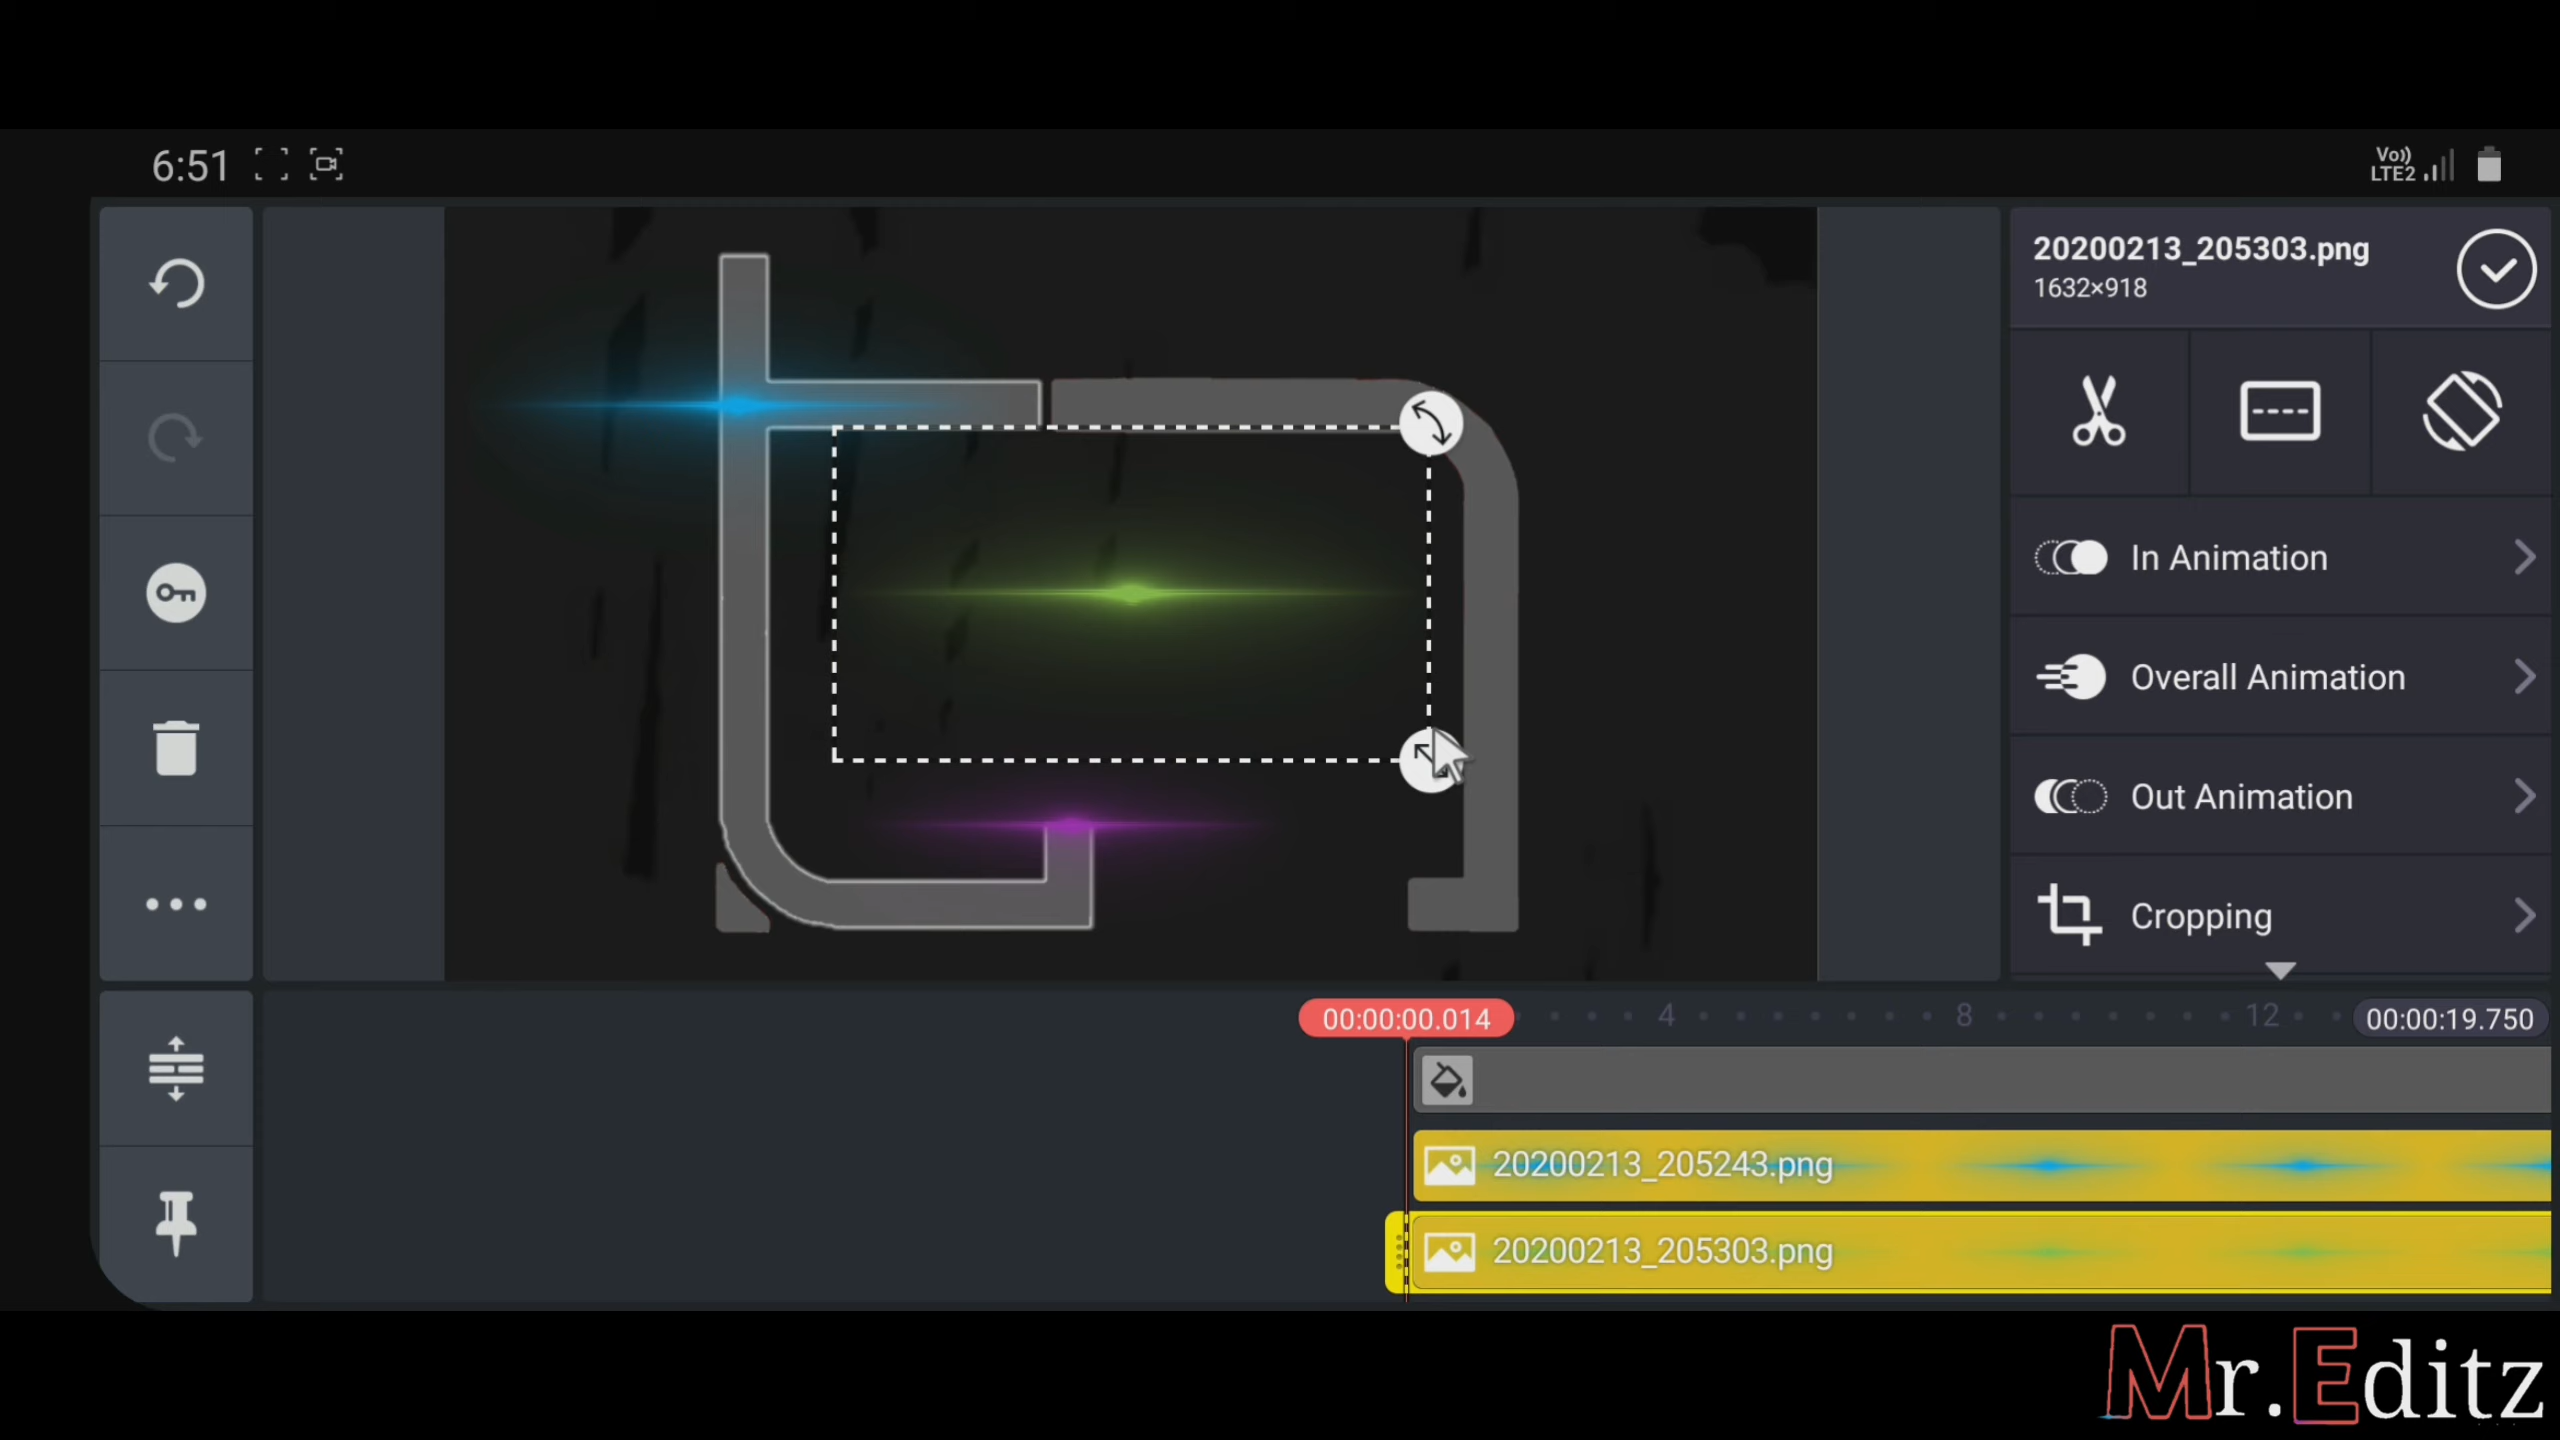 6:51
Vo))
LTE2
20200213_205303.png
1632×918
In Animation
Overall Animation
Out Animation
Cropping
00:00:00.014
4
8
12
00:00:19.750
20200213_205243.png
20200213_205303.png
Mr.Editz